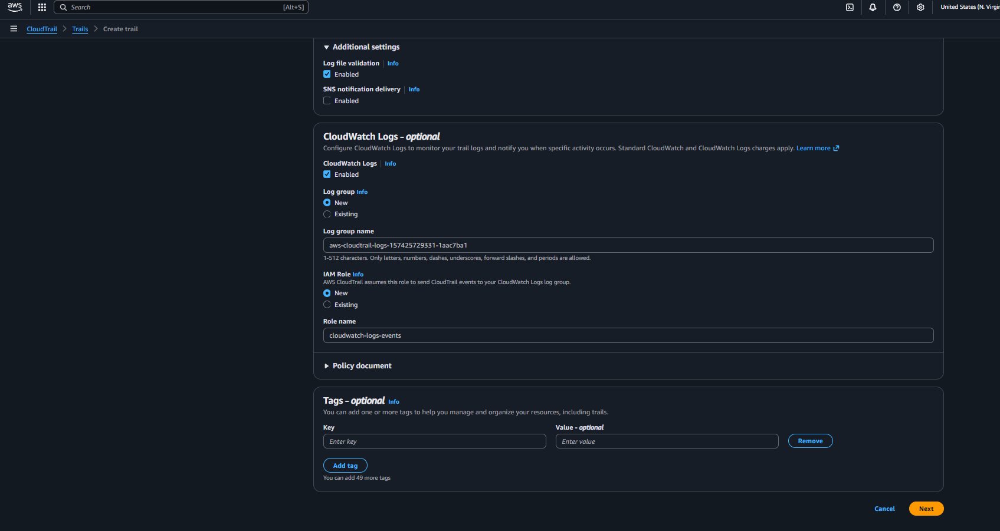 aws
Search [Alt+S]
United States (N. Virgin
CloudTrail > Trails > Create trail
Additional settings
Log file validation | Info
Enabled
SNS notification delivery | Info
Enabled
CloudWatch Logs - optional
Configure CloudWatch Logs to monitor your trail logs and notify you when specific activity occurs. Standard CloudWatch and CloudWatch Logs charges apply. Learn more
CloudWatch Logs | Info
Enabled
Log group Info
New
Existing
Log group name
aws-cloudtrail-logs-157425729331-1aac7ba1
1-512 characters. Only letters, numbers, dashes, underscores, forward slashes, and periods are allowed.
IAM Role Info
AWS CloudTrail assumes this role to send CloudTrail events to your CloudWatch Logs log group.
New
Existing
Role name
cloudwatch-logs-events
Policy document
Tags - optional Info
You can add one or more tags to help you manage and organize your resources, including trails.
Key Value - optional
Enter key Enter value Remove
Add tag
You can add 49 more tags
Cancel Next